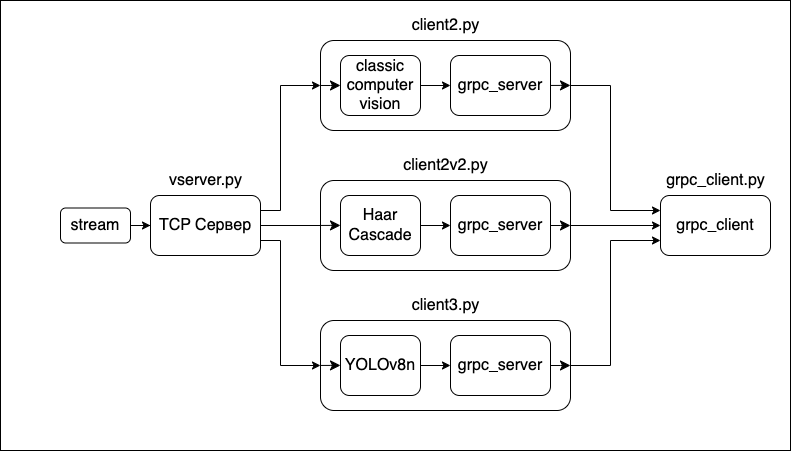 client2.py
classic
computer
vision
grpc_server
vserver.py
client2v2.py
grpc_client.py
stream
TCP Сервер
Haar
Cascade
grpc_server
grpc_client
client3.py
YOLOv8n
grpc_server